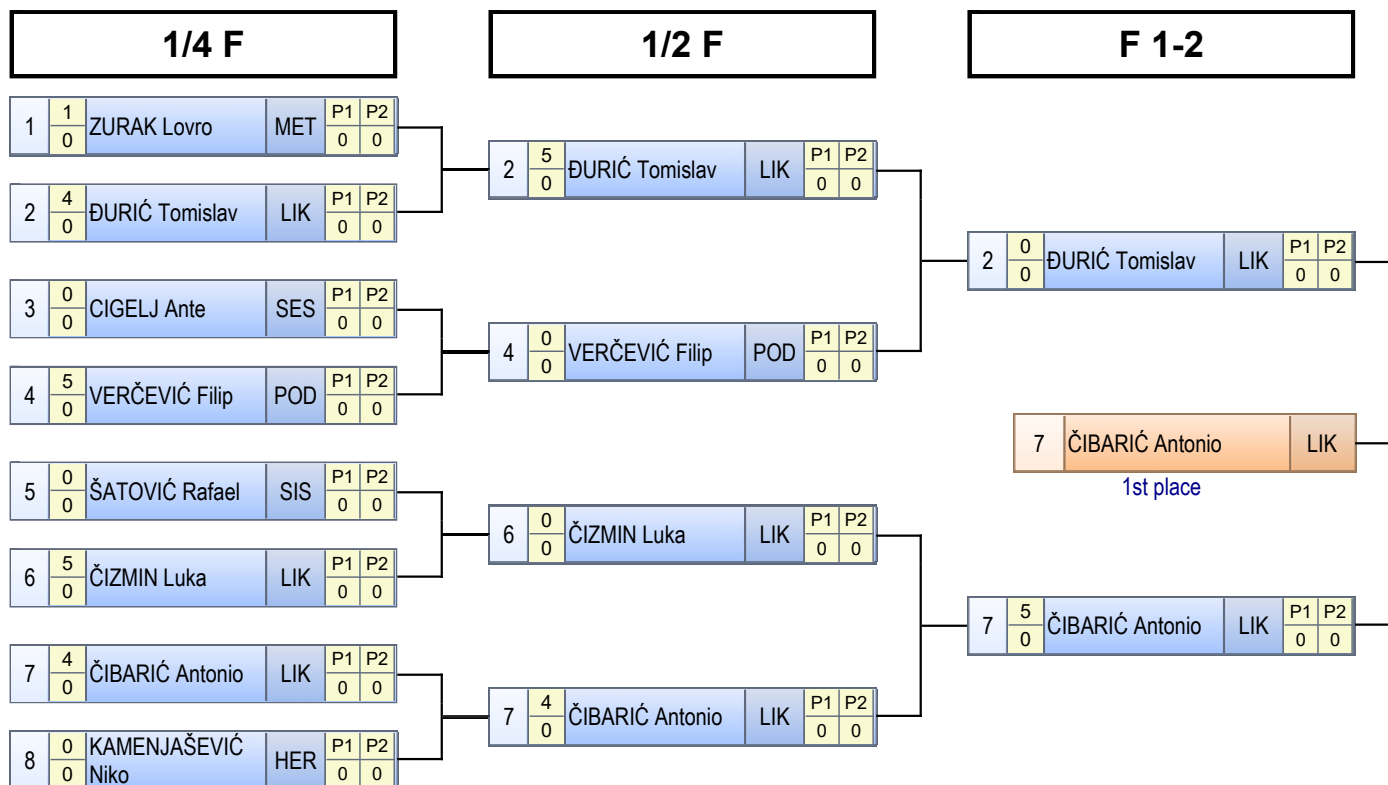 1/4 F
1/2 F
F 1-2
1 1 0 ZURAK Lovro MET P1 P2 0 0
2 4 0 ĐURIĆ Tomislav LIK P1 P2 0 0
3 0 0 CIGELJ Ante SES P1 P2 0 0
4 5 0 VERČEVIĆ Filip POD P1 P2 0 0
5 0 0 ŠATOVIĆ Rafael SIS P1 P2 0 0
6 5 0 ČIZMIN Luka LIK P1 P2 0 0
7 4 0 ČIBARIĆ Antonio LIK P1 P2 0 0
8 0 0 KAMENJAŠEVIĆ
Niko HER P1 P2 0 0
2 5 0 ĐURIĆ Tomislav LIK P1 P2 0 0
4 0 0 VERČEVIĆ Filip POD P1 P2 0 0
6 0 0 ČIZMIN Luka LIK P1 P2 0 0
7 4 0 ČIBARIĆ Antonio LIK P1 P2 0 0
2 0 0 ĐURIĆ Tomislav LIK P1 P2 0 0
7 ČIBARIĆ Antonio LIK
1st place
7 5 0 ČIBARIĆ Antonio LIK P1 P2 0 0